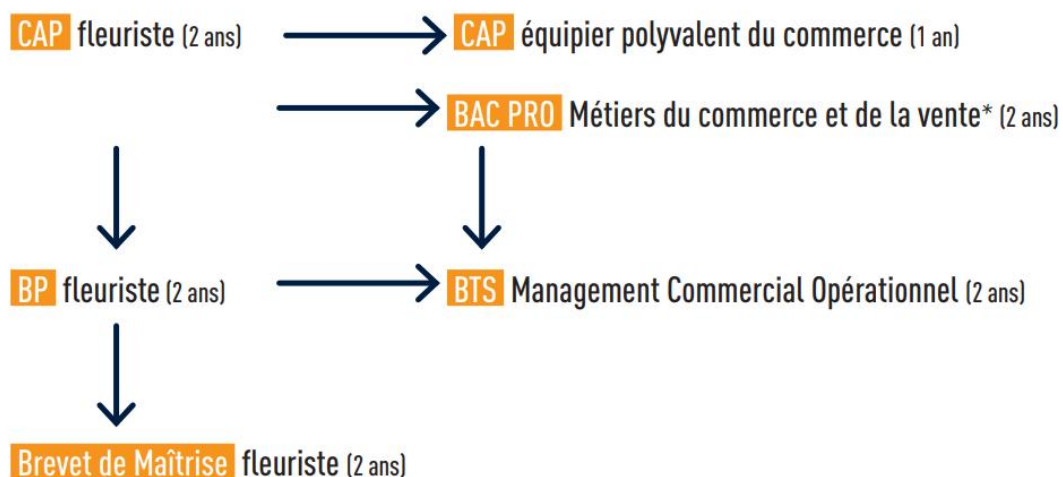 CAP fleuriste (2 ans)
CAP équipier polyvalent du commerce (1 an)
BAC PRO Métiers du commerce et de la vente* (2 ans)
BP fleuriste (2 ans)
BTS Management Commercial Opérationnel (2 ans)
Brevet de Maîtrise fleuriste (2 ans)